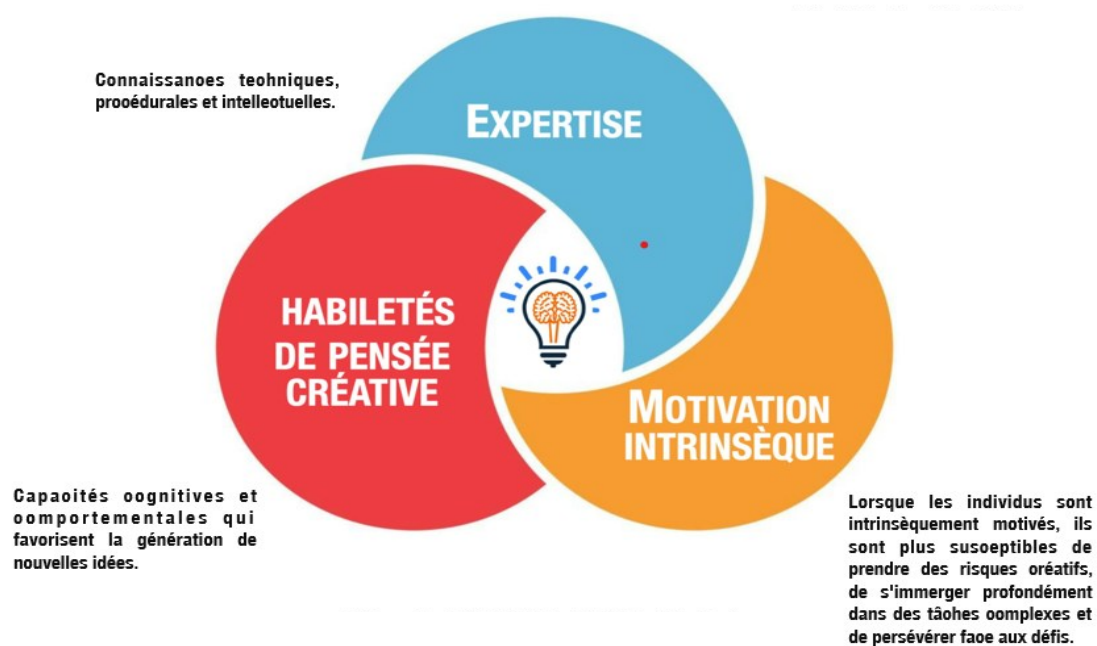 Connaissanoes teohniques,
prooédurales et intelleotuelles.
EXPERTISE
HABILETÉS
DE PENSÉE
CRÉATIVE
MOTIVATION
INTRINSÈQUE
Capaoités oognitives et
oomportementales qui
favorisent la génération de
nouvelles idées.
Lorsque les individus sont
intrinsèquement motivés, ils
sont plus susoeptibles de
prendre des risques oréatifs,
de s'immerger profondément
dans des tâohes oomplexes et
de persévérer faoe aux défis.